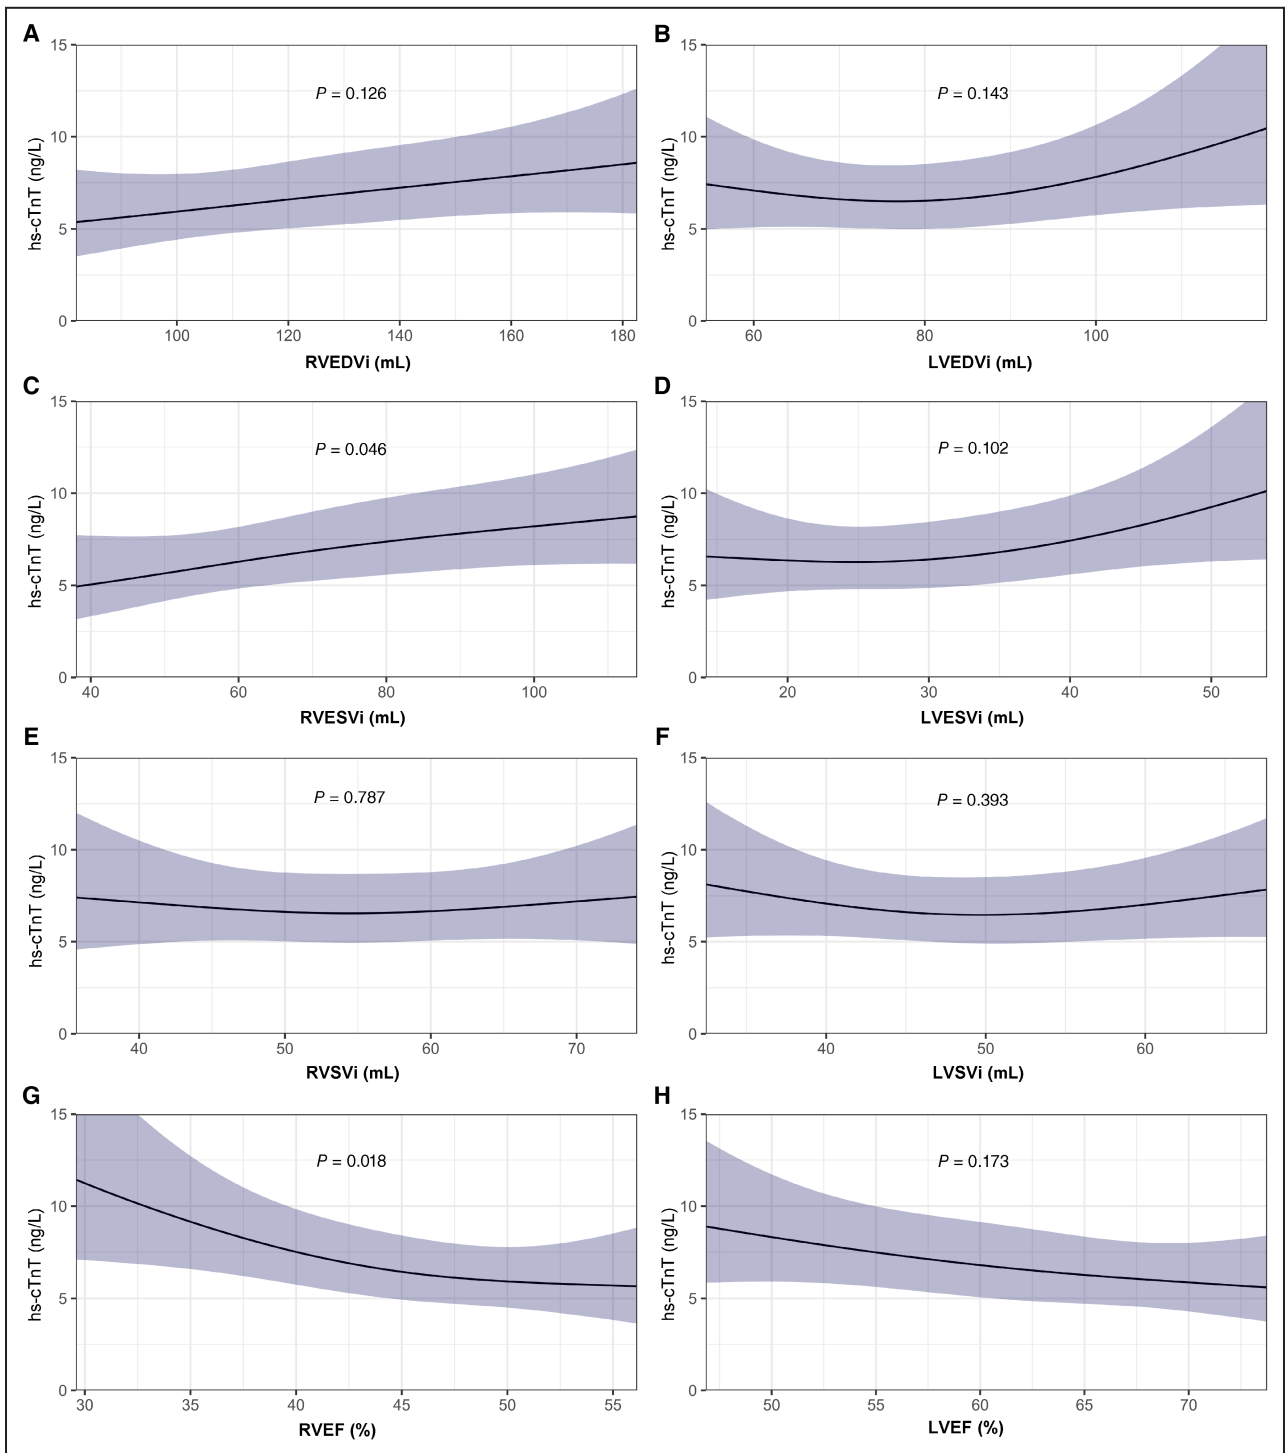 A
15
10
5
0
hs-cTnT (ng/L)
P = 0.126
100 120 140 160 180
RVEDVi (mL)
B
15
10
5
0
hs-cTnT (ng/L)
P = 0.143
60 80 100
LVEDVi (mL)
C
15
10
5
0
hs-cTnT (ng/L)
P = 0.046
40 60 80 100
RVESVi (mL)
D
15
10
5
0
hs-cTnT (ng/L)
P = 0.102
20 30 40 50
LVESVi (mL)
E
15
10
5
0
hs-cTnT (ng/L)
P = 0.787
40 50 60 70
RVSVi (mL)
F
15
10
5
0
hs-cTnT (ng/L)
P = 0.393
40 50 60
LVSVi (mL)
G
15
10
5
0
hs-cTnT (ng/L)
P = 0.018
30 35 40 45 50 55
RVEF (%)
H
15
10
5
0
hs-cTnT (ng/L)
P = 0.173
50 55 60 65 70
LVEF (%)